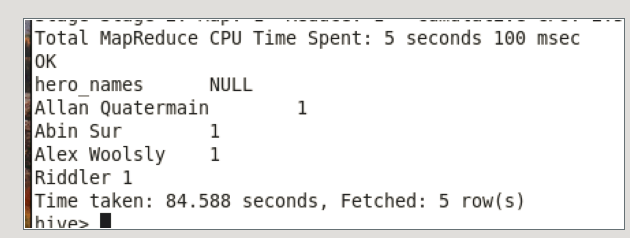 Total MapReduce CPU Time Spent: 5 seconds 100 msec
OK
hero_names NULL
Allan Quatermain 1
Abin Sur 1
Alex Woolsly 1
Riddler 1
Time taken: 84.588 seconds, Fetched: 5 row(s)
hive>